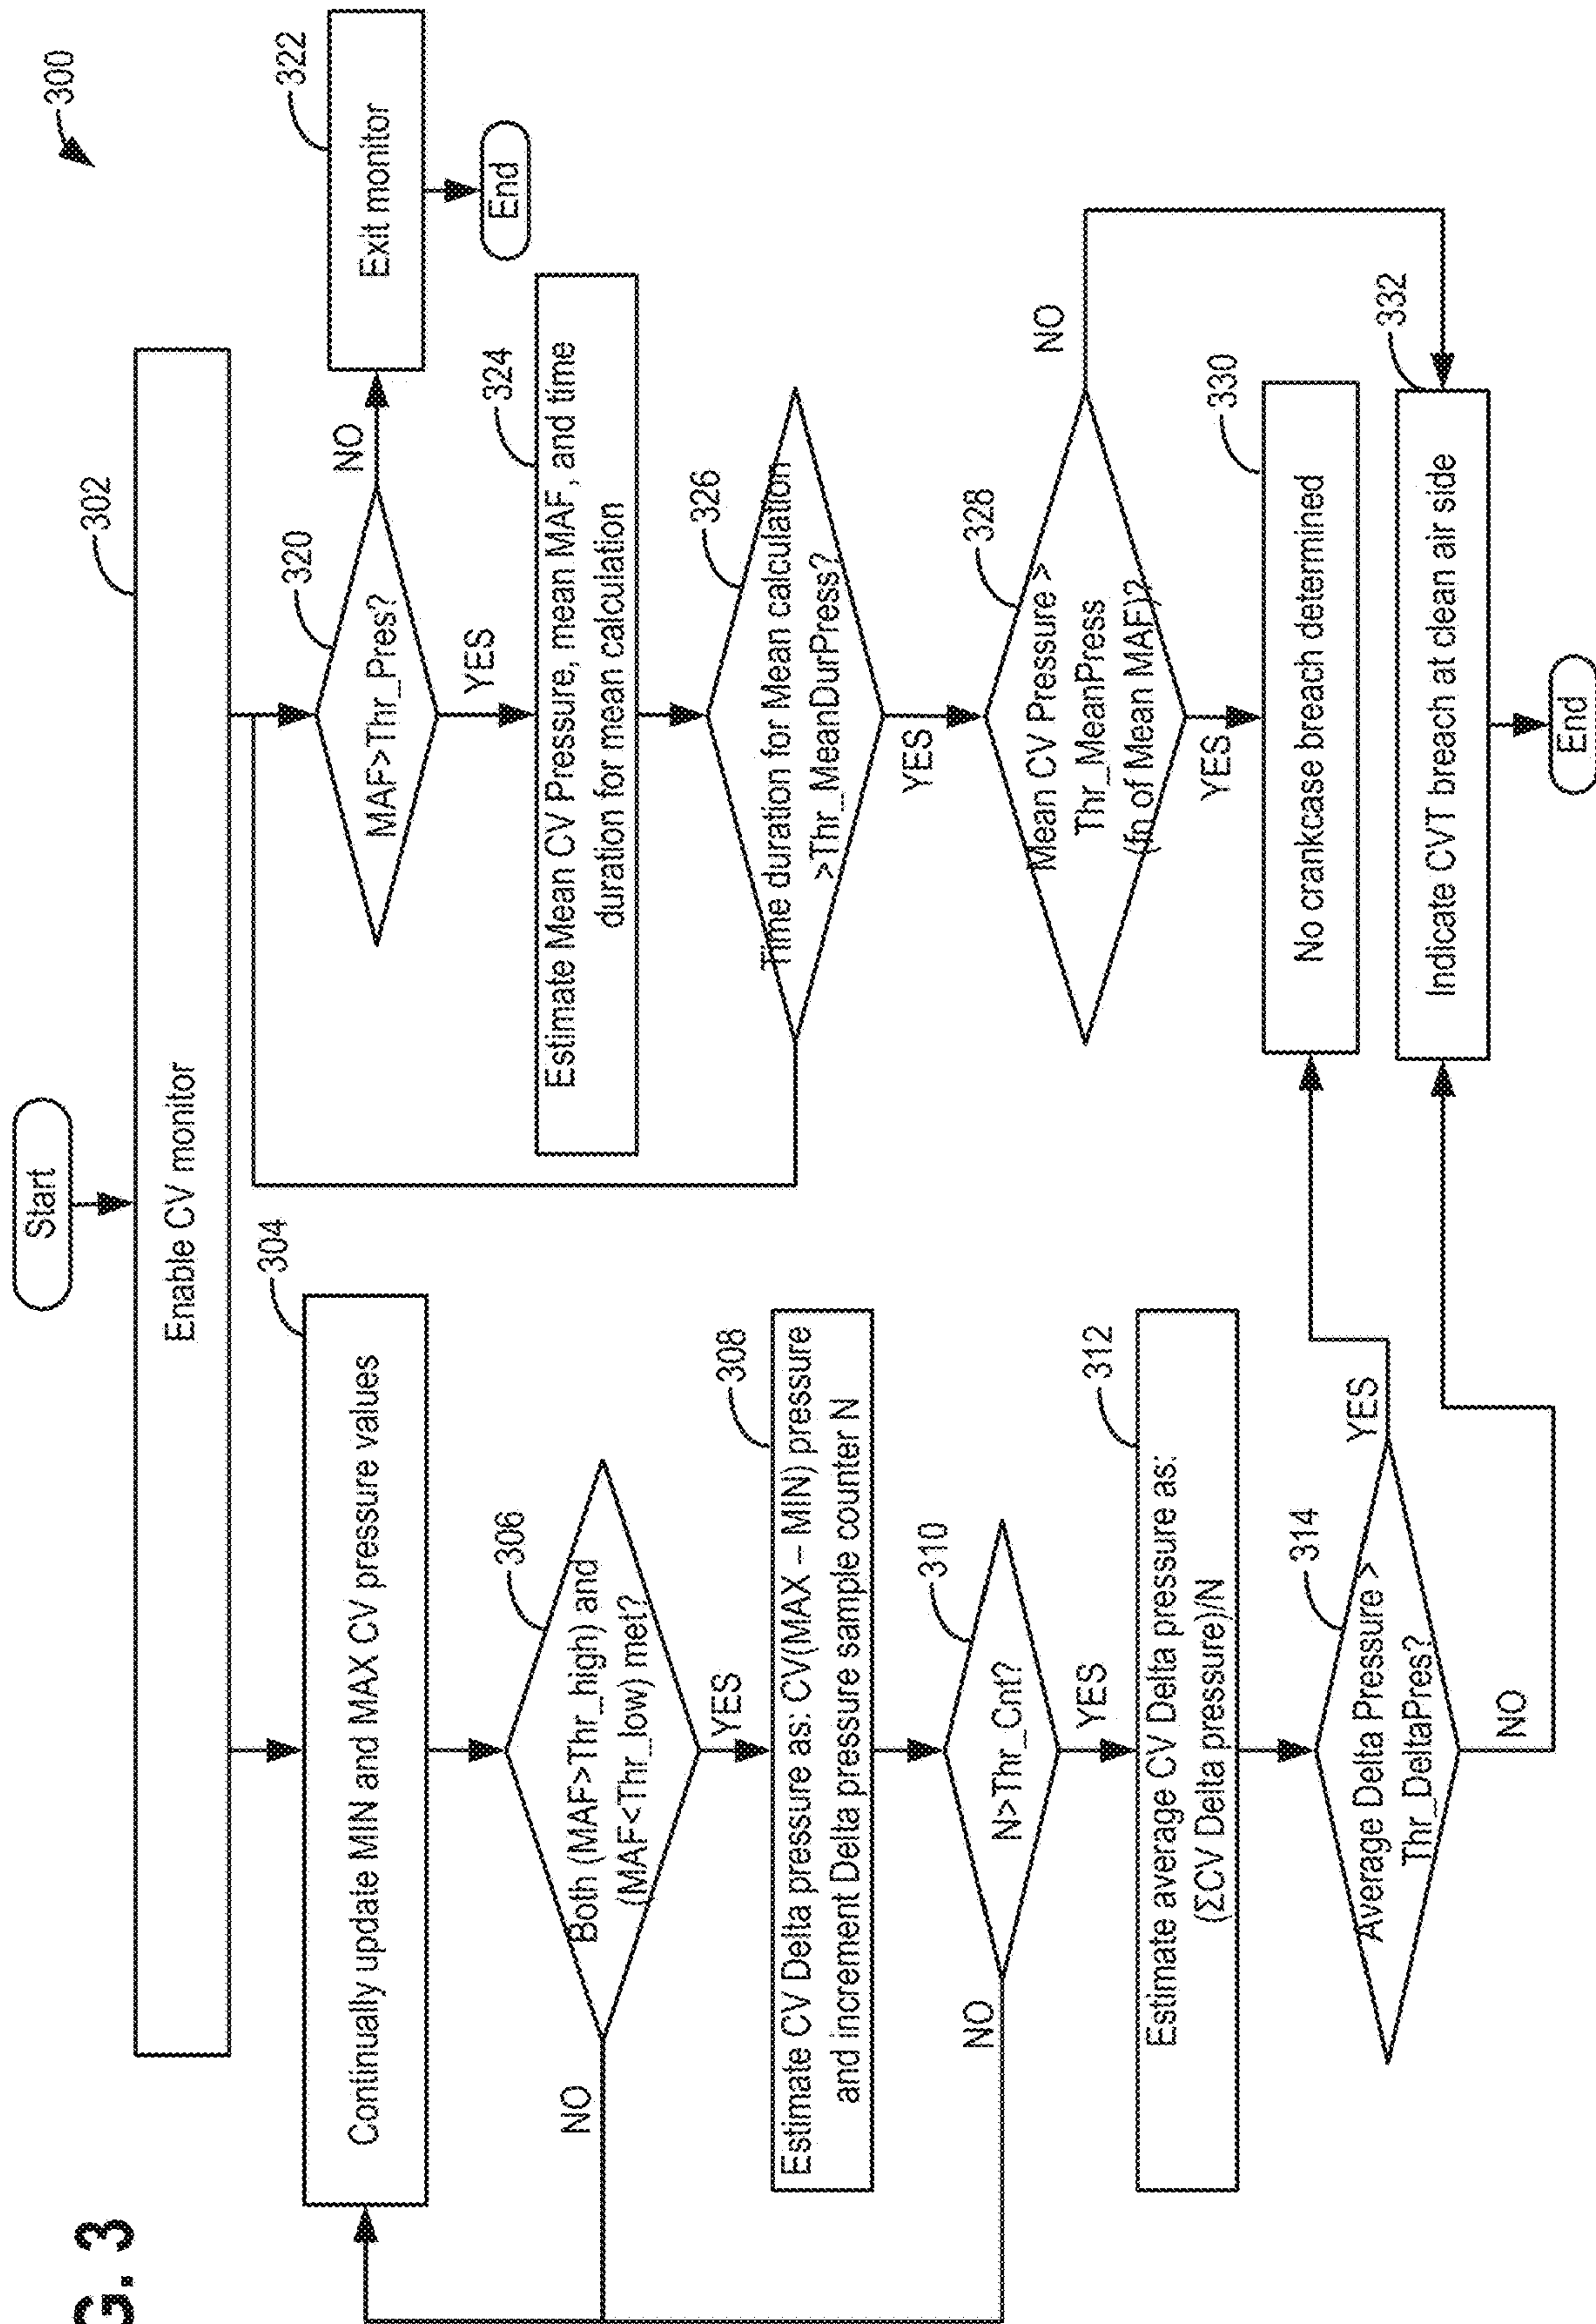 G. 3
300
Start
Enable CV monitor
302
304
Continually update MIN and MAX CV pressure values
306
Both (MAF>Thr_high) and
(MAF<Thr_low) met?
NO
YES
308
Estimate CV Delta pressure as: CV(MAX – MIN) pressure
and increment Delta pressure sample counter N
310
N>Thr_Cnt?
NO
YES
312
Estimate average CV Delta pressure as:
(ΣCV Delta pressure)/N
314
Average Delta Pressure >
Thr_DeltaPres?
YES
NO
320
MAF>Thr_Pres?
NO
YES
322
Exit monitor
End
324
Estimate Mean CV Pressure, mean MAF, and time
duration for mean calculation
326
Time duration for Mean calculation
>Thr_MeanDurPress?
YES
328
Mean CV Pressure >
Thr_MeanPress
(fn of Mean MAF)?
NO
YES
330
No crankcase breach determined
332
Indicate CVT breach at clean air side
End